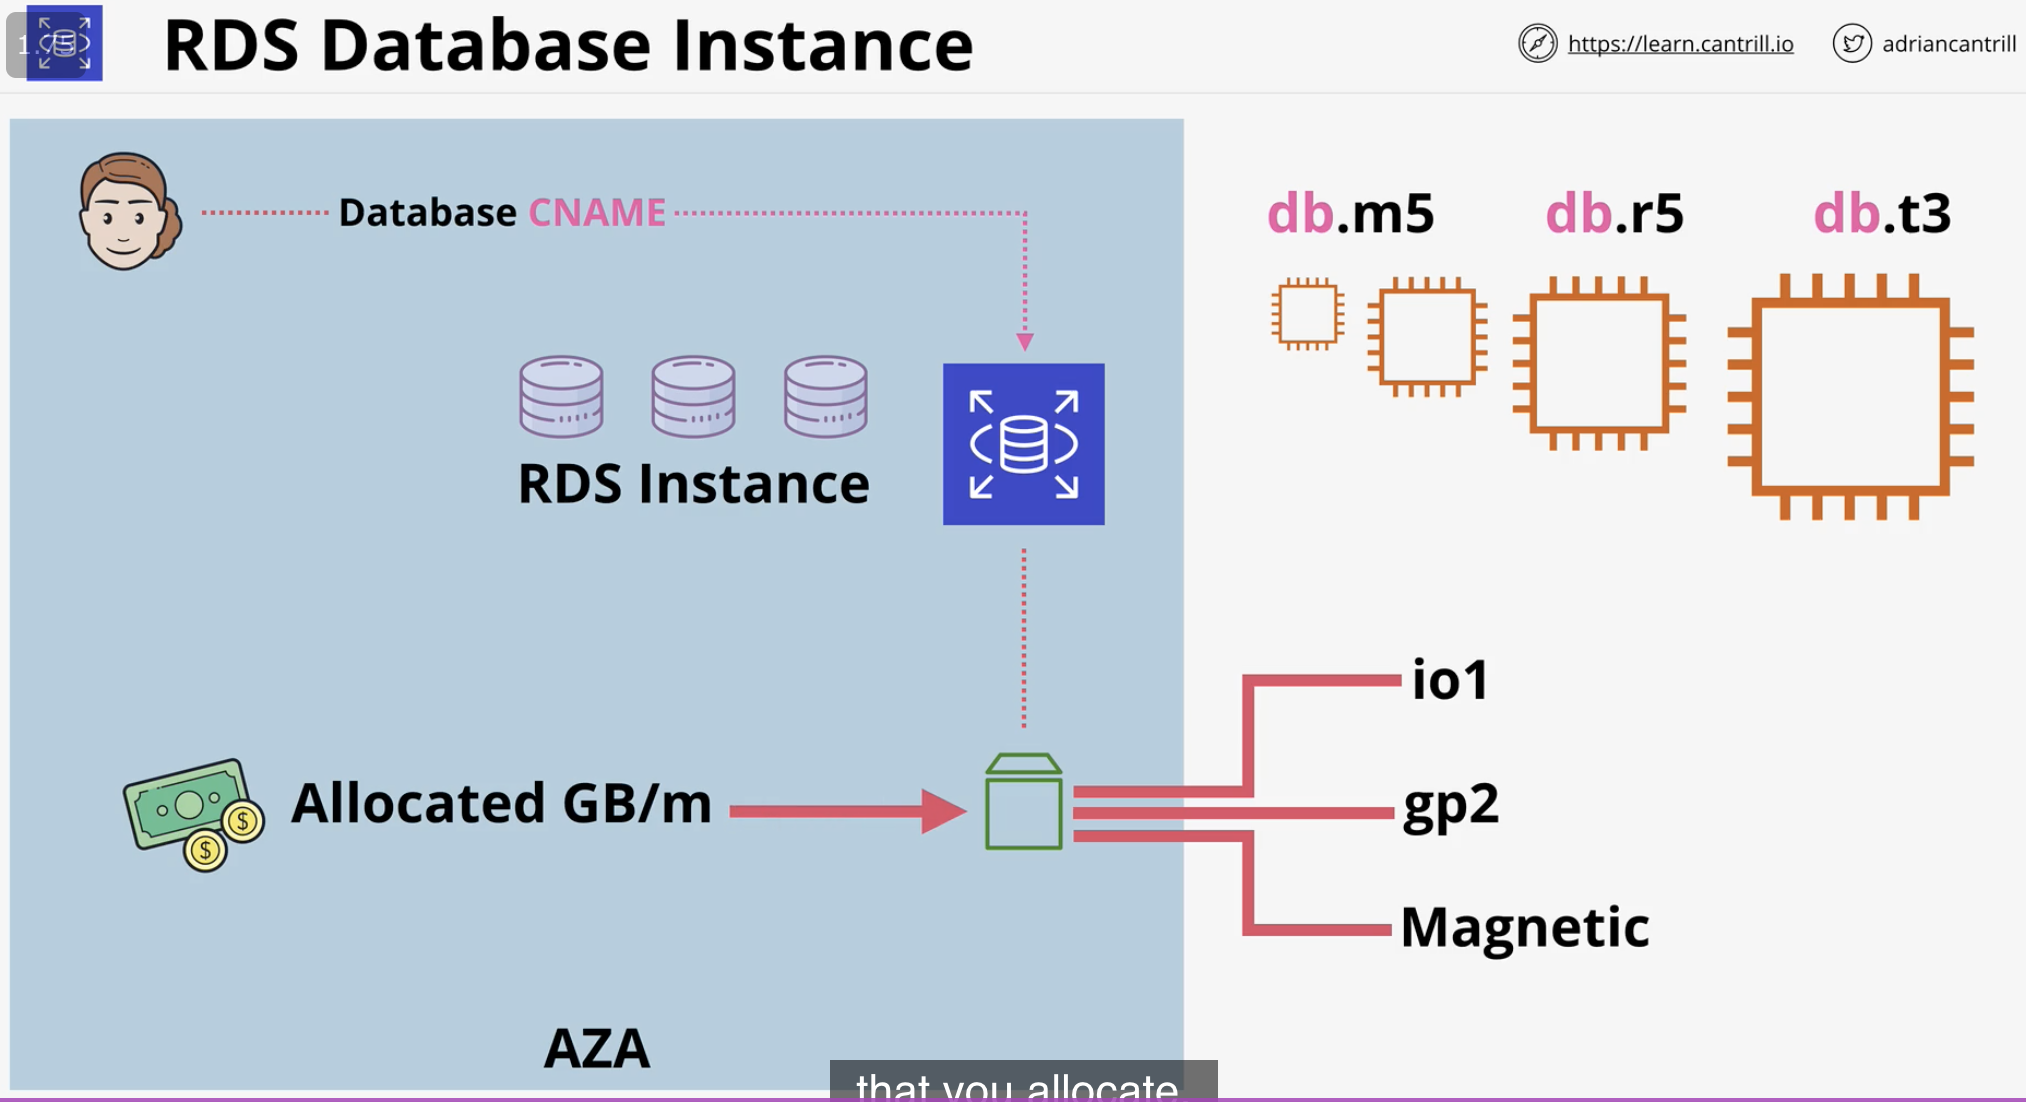 1.75
RDS Database Instance
https://learn.cantrill.io
adriancantrill
Database CNAME
db.m5
db.r5
db.t3
RDS Instance
io1
Allocated GB/m
gp2
Magnetic
AZA
that you allocate
$
$